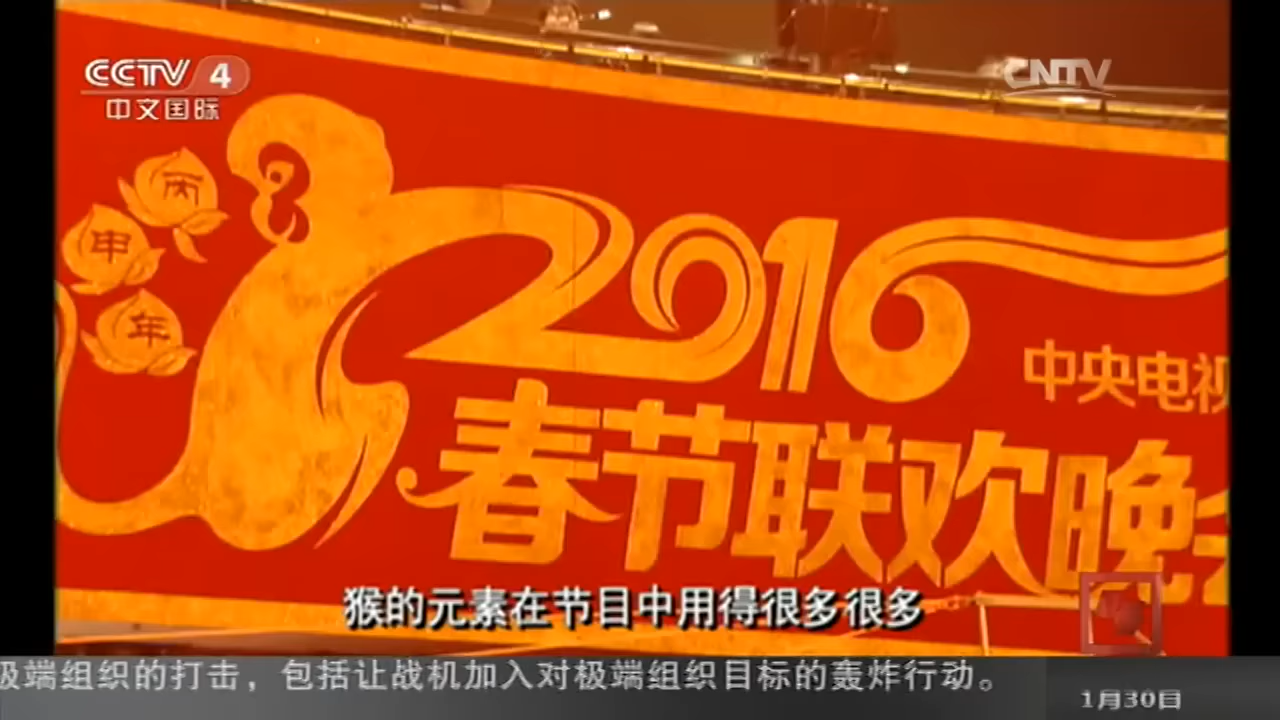 CCTV 4
中文国际
CNTV
丙
申
年
2016
中央电视
春节联欢晚会
猴的元素在节目中用得很多很多
极端组织的打击，包括让战机加入对极端组织目标的轰炸行动。
1月30日